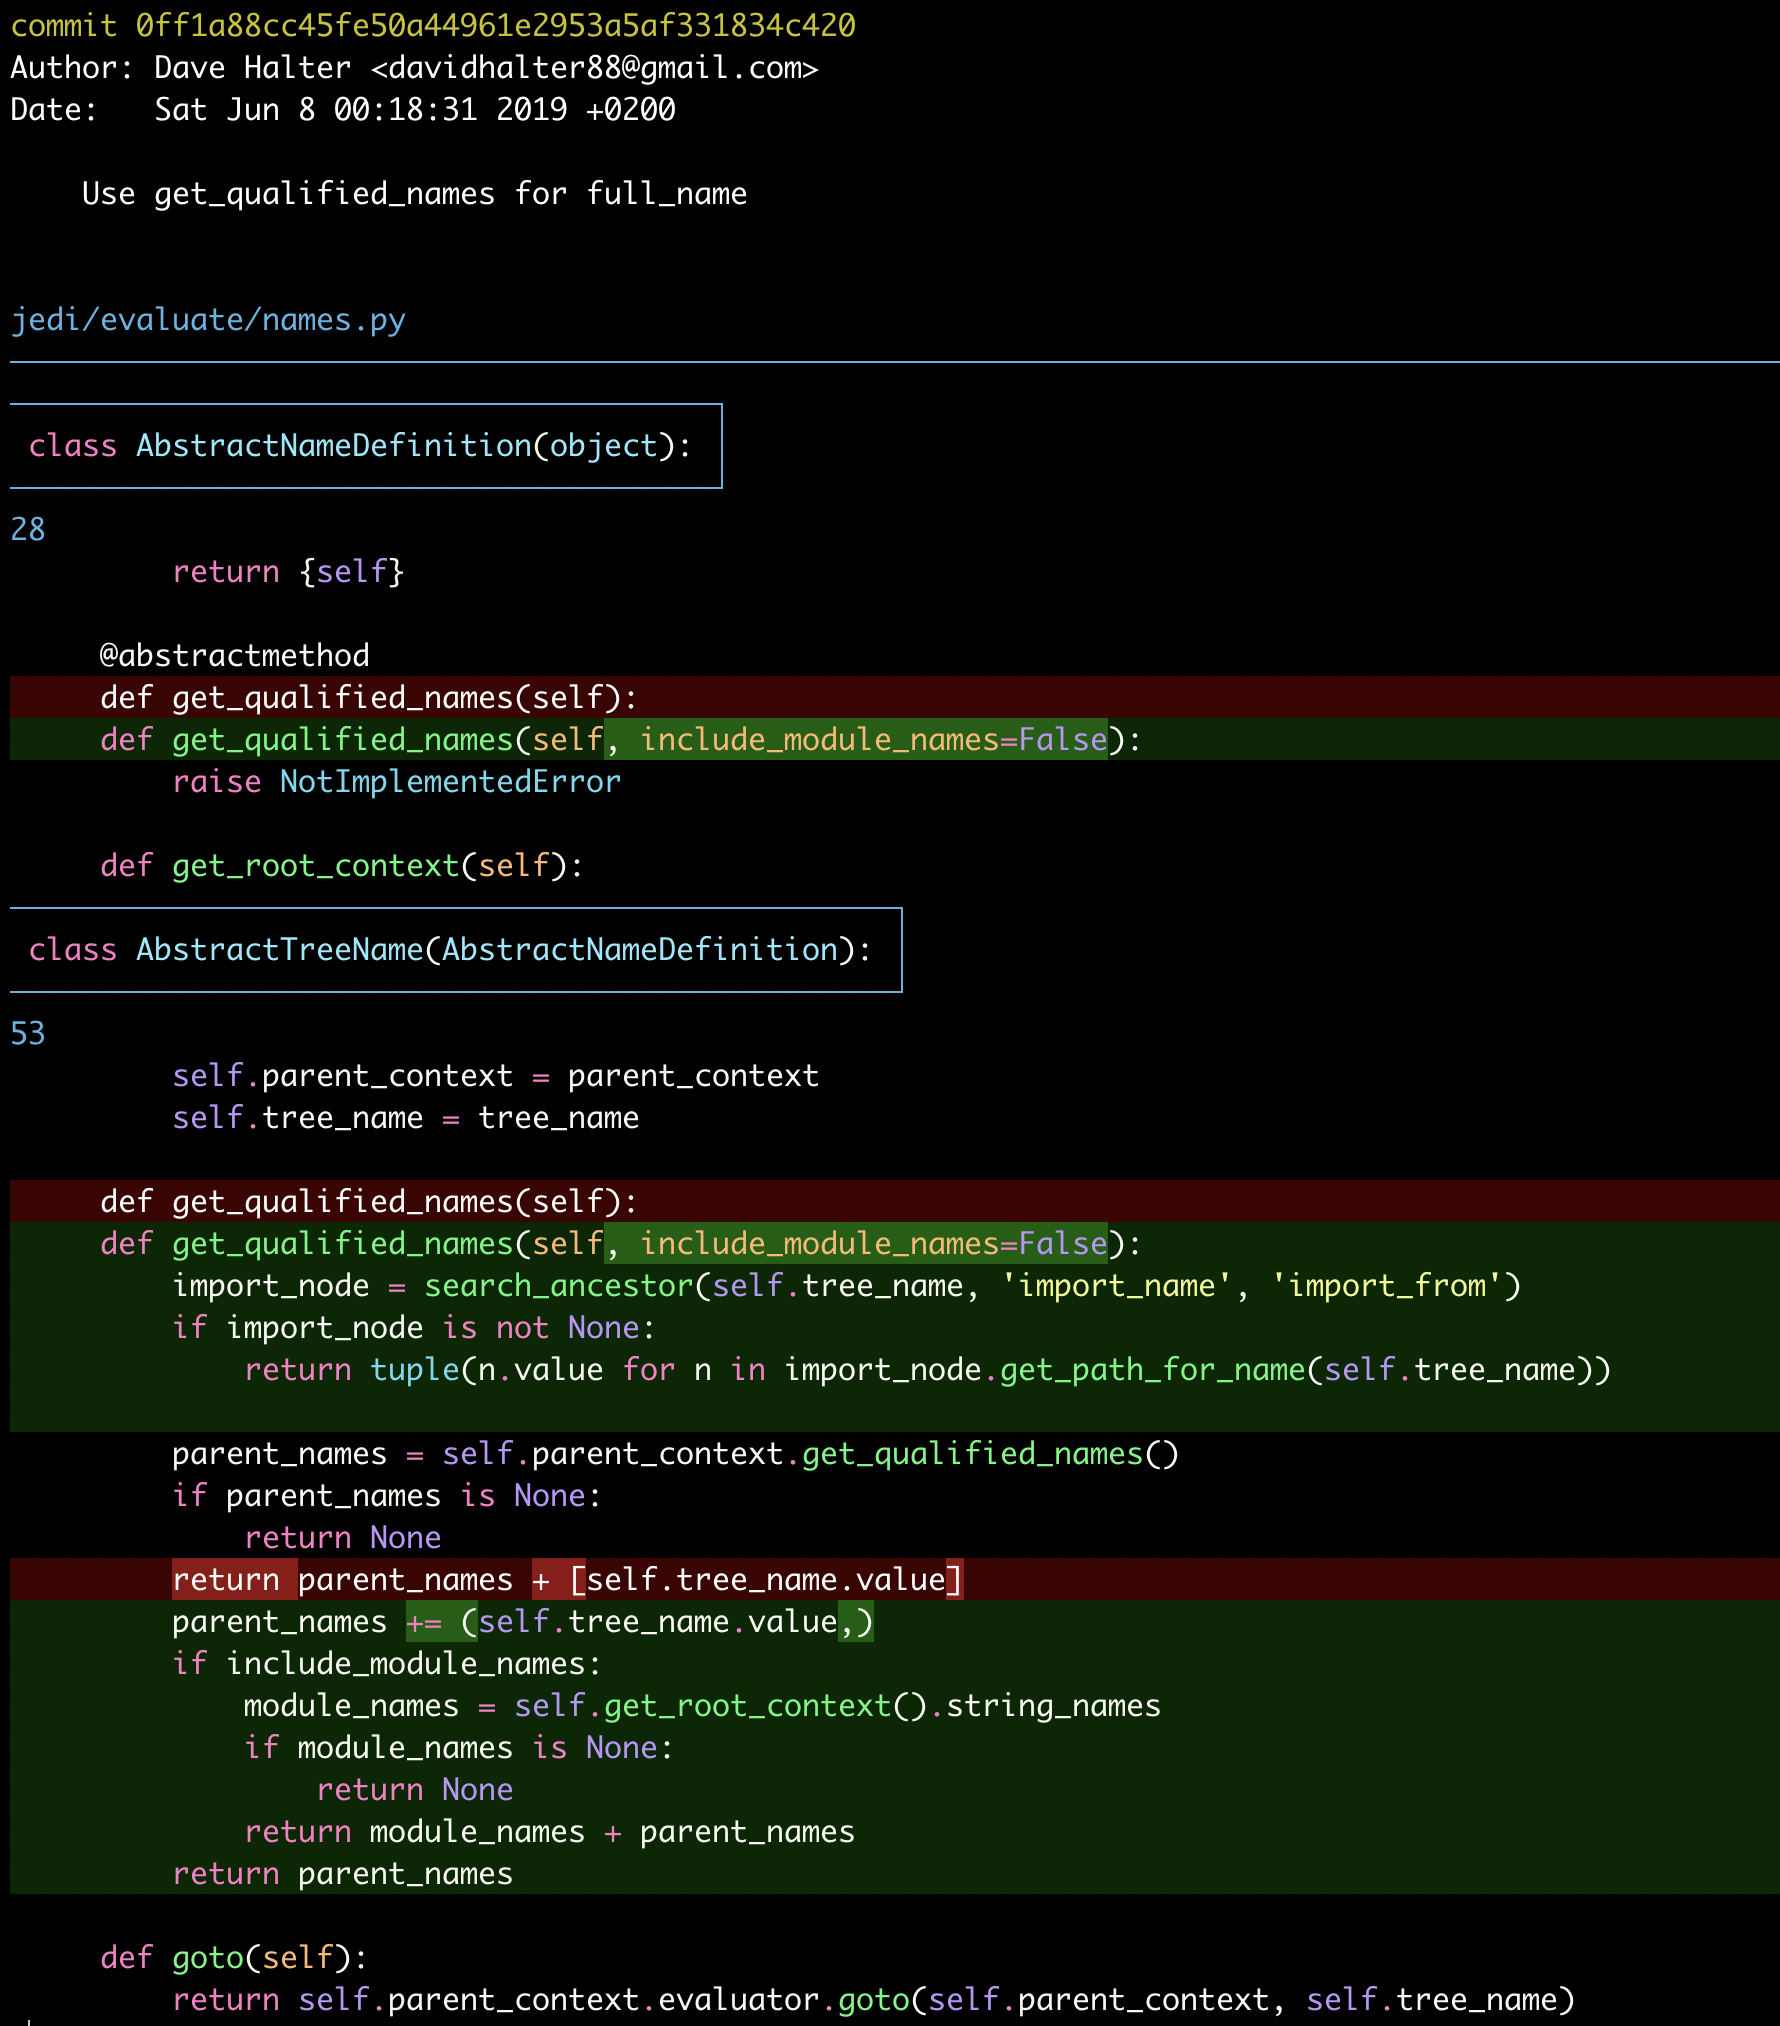 commit 0ff1a88cc45fe50a44961e2953a5af331834c420
Author: Dave Halter <davidhalter88@gmail.com>
Date:   Sat Jun 8 00:18:31 2019 +0200

    Use get_qualified_names for full_name

jedi/evaluate/names.py

 class AbstractNameDefinition(object):

28
         return {self}

     @abstractmethod
     def get_qualified_names(self):
     def get_qualified_names(self, include_module_names=False):
         raise NotImplementedError

     def get_root_context(self):

 class AbstractTreeName(AbstractNameDefinition):

53
         self.parent_context = parent_context
         self.tree_name = tree_name

     def get_qualified_names(self):
     def get_qualified_names(self, include_module_names=False):
         import_node = search_ancestor(self.tree_name, 'import_name', 'import_from')
         if import_node is not None:
             return tuple(n.value for n in import_node.get_path_for_name(self.tree_name))

         parent_names = self.parent_context.get_qualified_names()
         if parent_names is None:
             return None
         return parent_names + [self.tree_name.value]
         parent_names += (self.tree_name.value,)
         if include_module_names:
             module_names = self.get_root_context().string_names
             if module_names is None:
                 return None
             return module_names + parent_names
         return parent_names

     def goto(self):
         return self.parent_context.evaluator.goto(self.parent_context, self.tree_name)